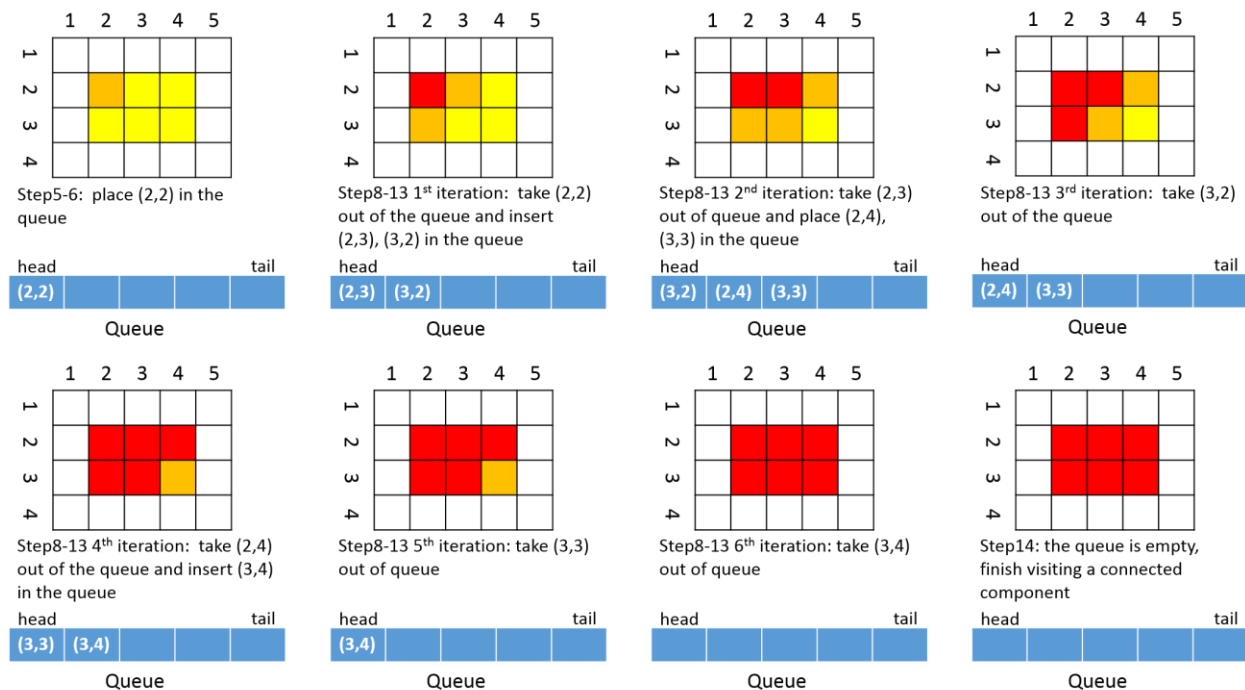 1 2 3 4 5
1
2
3
4
Step5-6: place (2,2) in the
queue
head tail
(2,2)
Queue
1 2 3 4 5
1
2
3
4
Step8-13 1st iteration: take (2,2)
out of the queue and insert
(2,3), (3,2) in the queue
head tail
(2,3) (3,2)
Queue
1 2 3 4 5
1
2
3
4
Step8-13 2nd iteration: take (2,3)
out of queue and place (2,4),
(3,3) in the queue
head tail
(3,2) (2,4) (3,3)
Queue
1 2 3 4 5
1
2
3
4
Step8-13 3rd iteration: take (3,2)
out of the queue
head tail
(2,4) (3,3)
Queue
1 2 3 4 5
1
2
3
4
Step8-13 4th iteration: take (2,4)
out of the queue and insert (3,4)
in the queue
head tail
(3,3) (3,4)
Queue
1 2 3 4 5
1
2
3
4
Step8-13 5th iteration: take (3,3)
out of queue
head tail
(3,4)
Queue
1 2 3 4 5
1
2
3
4
Step8-13 6th iteration: take (3,4)
out of queue
head tail
Queue
1 2 3 4 5
1
2
3
4
Step14: the queue is empty,
finish visiting a connected
component
head tail
Queue